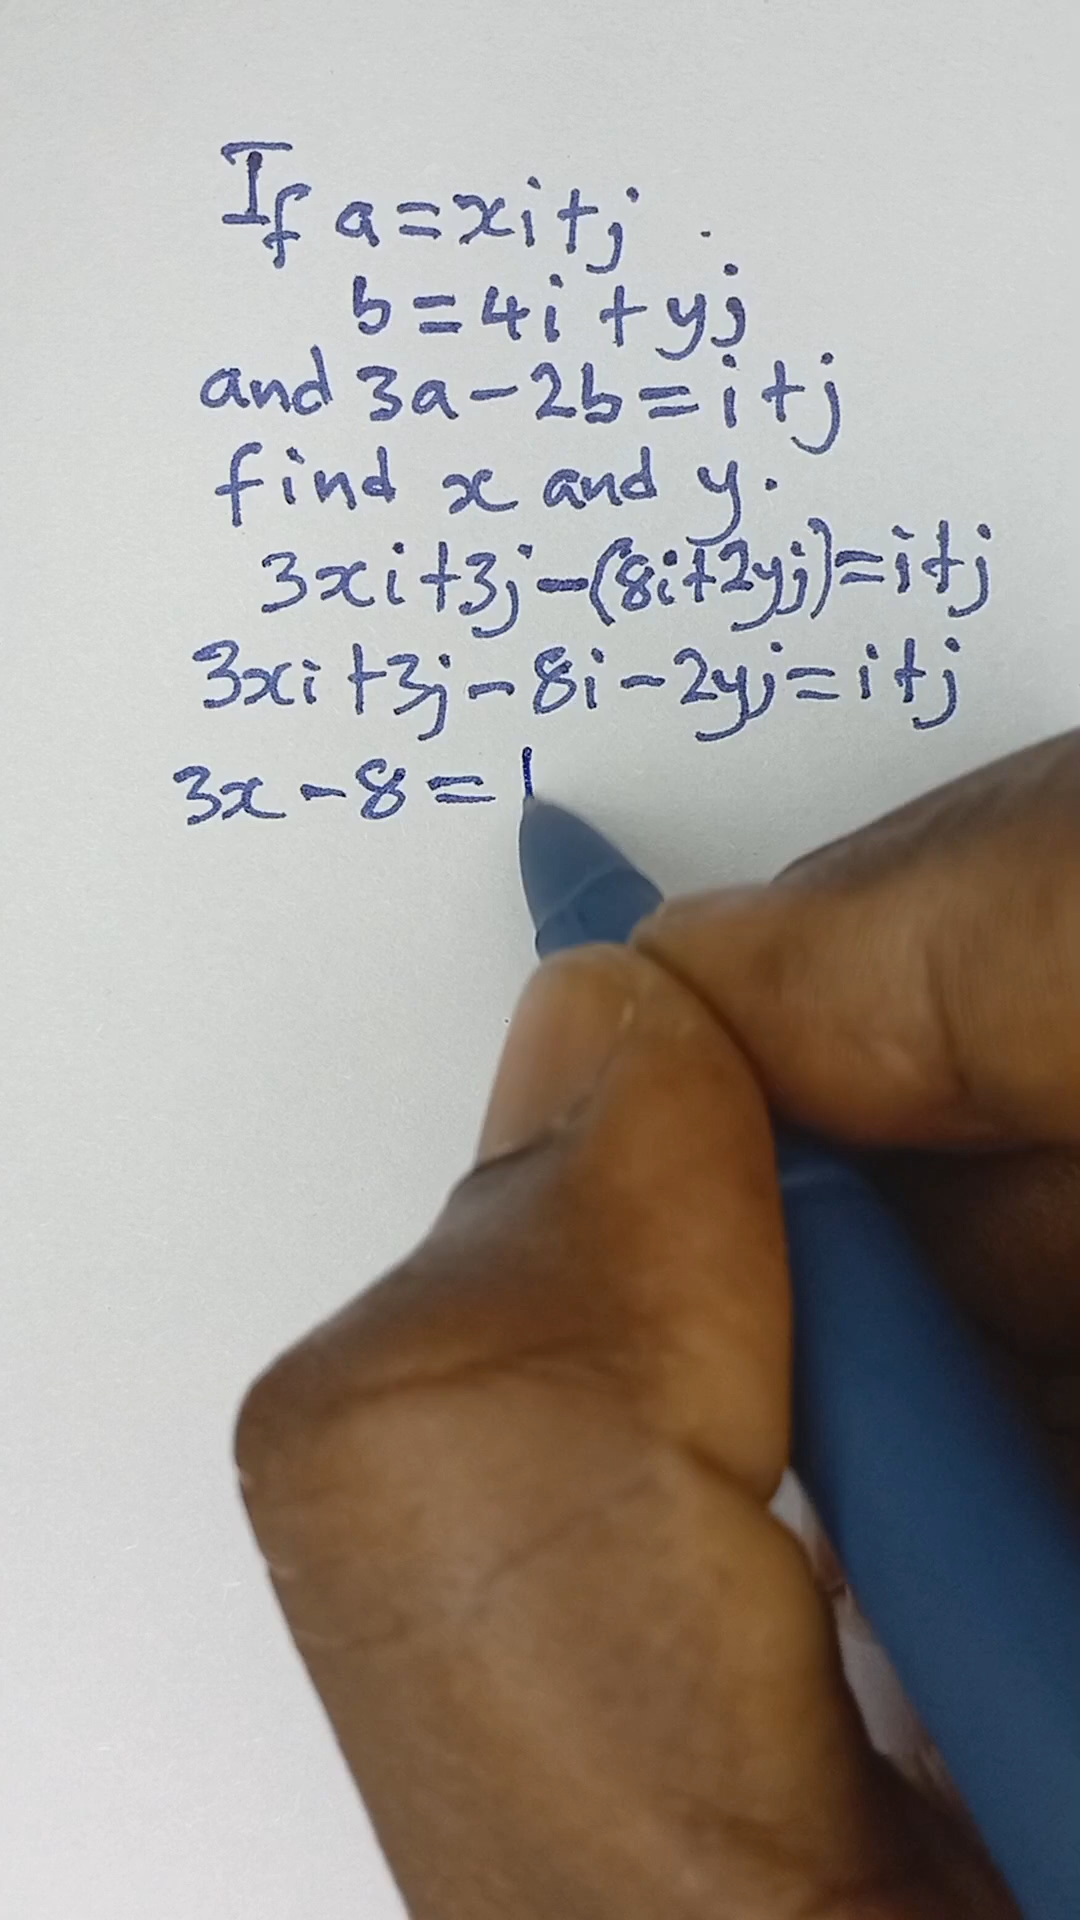 If a=xi+j
b=4i+yj
and 3a-2b=i+j
find x and y.
3xi+3j-(8i+2yj)=i+j
3xi+3j-8i-2yj=i+j
3x-8=1